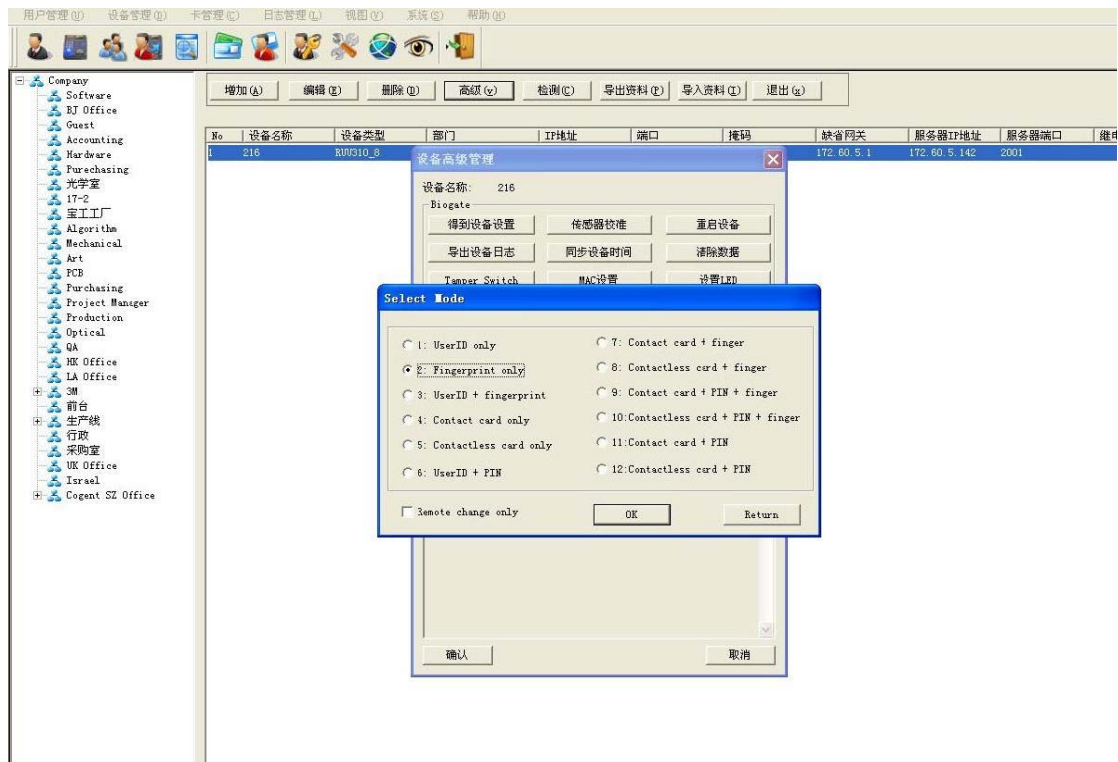 用户管理(U) 设备管理(D) 卡管理(C) 日志管理(L) 视图(V) 系统(S) 帮助(H)
Company
Software
BJ Office
Guest
Accounting
Hardware
Purechasing
光学室
17-2
宝工工厂
Algorithm
Mechanical
Art
PCB
Purchasing
Project Manager
Production
Optical
QA
HK Office
LA Office
3M
前台
生产线
行政
采购室
UK Office
Israel
Cogent SZ Office
增加(A) 编辑(E) 删除(D) 高级(V) 检测(C) 导出资料(P) 导入资料(I) 退出(X)
No 设备名称 设备类型 部门 IP地址 端口 掩码 缺省网关 服务器IP地址 服务器端口 继电
1 216 172.60.5.1 172.60.5.142 2001
设备高级管理
设备名称: 216
Biogate
得到设备设置 传感器校准 重启设备
导出设备日志 同步设备时间 清除数据
Tamper Switch MAC设置 设置LED
Select Mode
1: UserID only
2: Fingerprint only
3: UserID + fingerprint
4: Contact card only
5: Contactless card only
6: UserID + PIN
7: Contact card + finger
8: Contactless card + finger
9: Contact card + PIN + finger
10:Contactless card + PIN + finger
11:Contact card + PIN
12:Contactless card + PIN
Remote change only OK Return
确认 取消